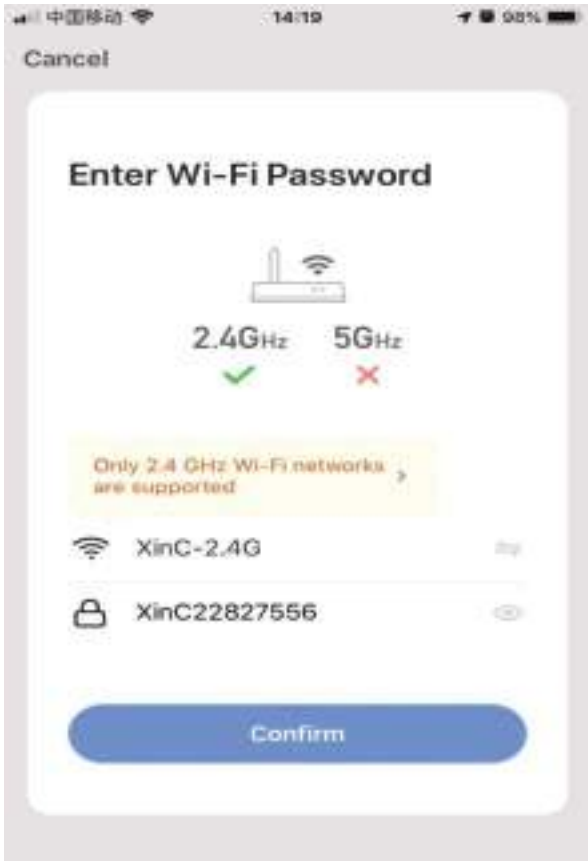 中国移动
14:19
98%
Cancel
Enter Wi-Fi Password
2.4GHz 5GHz
Only 2.4 GHz Wi-Fi networks
are supported
XinC-2.4G
XinC22827556
Confirm